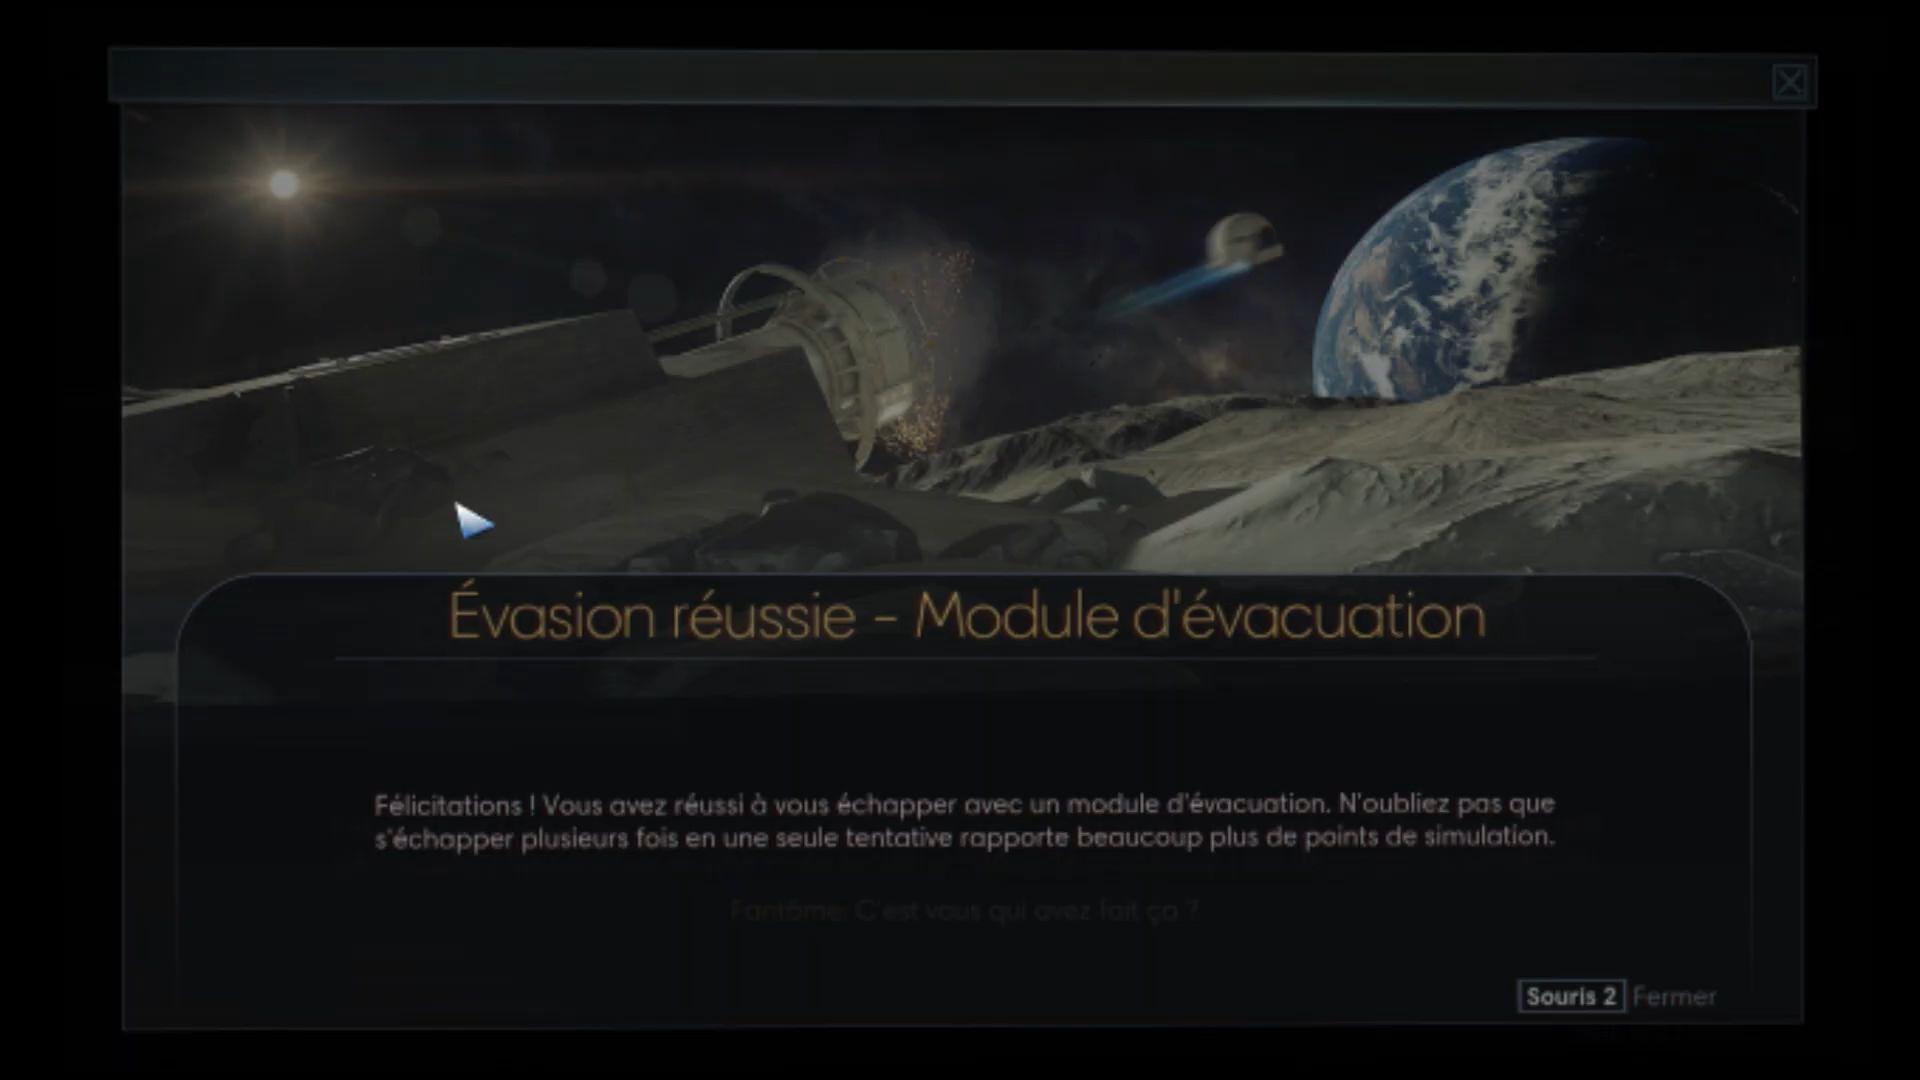 Évasion réussie - Module d'évacuation
Félicitations ! Vous avez réussi à vous échapper avec un module d'évacuation. N'oubliez pas que
s'échapper plusieurs fois en une seule tentative rapporte beaucoup plus de points de simulation.
Fantôme: C'est vous qui avez fait ça ?
Souris 2 Fermer